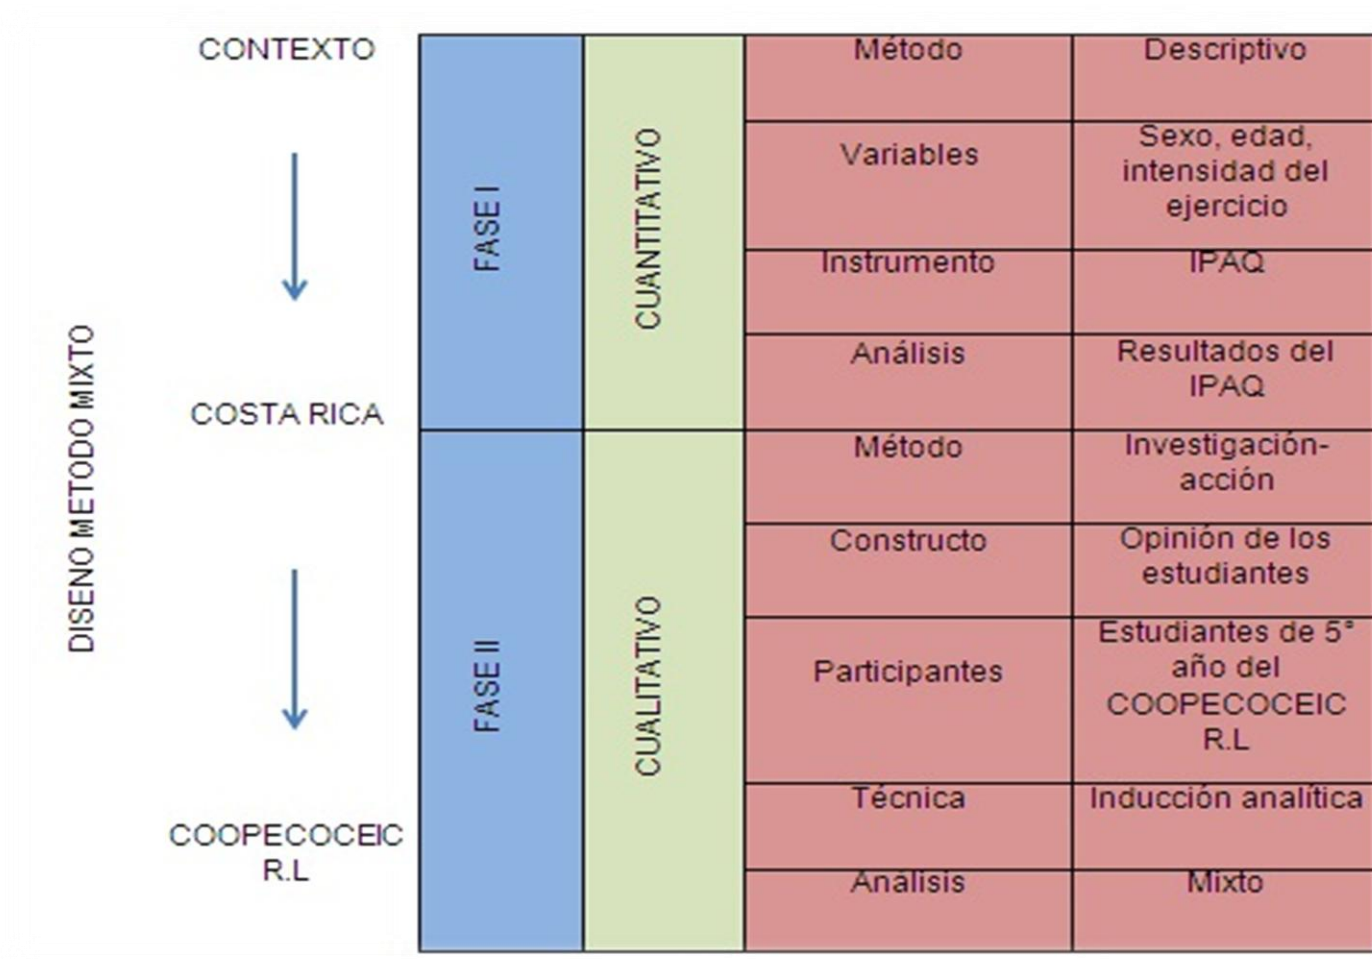 DISENO METODO MIXTO
CONTEXTO
COSTA RICA
COOPECOCEIC
R.L
FASE I
CUANTITATIVO
Método
Descriptivo
Variables
Sexo, edad,
intensidad del
ejercicio
Instrumento
IPAQ
Análisis
Resultados del
IPAQ
FASE II
CUALITATIVO
Método
Investigación-
acción
Constructo
Opinión de los
estudiantes
Participantes
Estudiantes de 5°
año del
COOPECOCEIC
R.L
Técnica
Inducción analítica
Análisis
Mixto